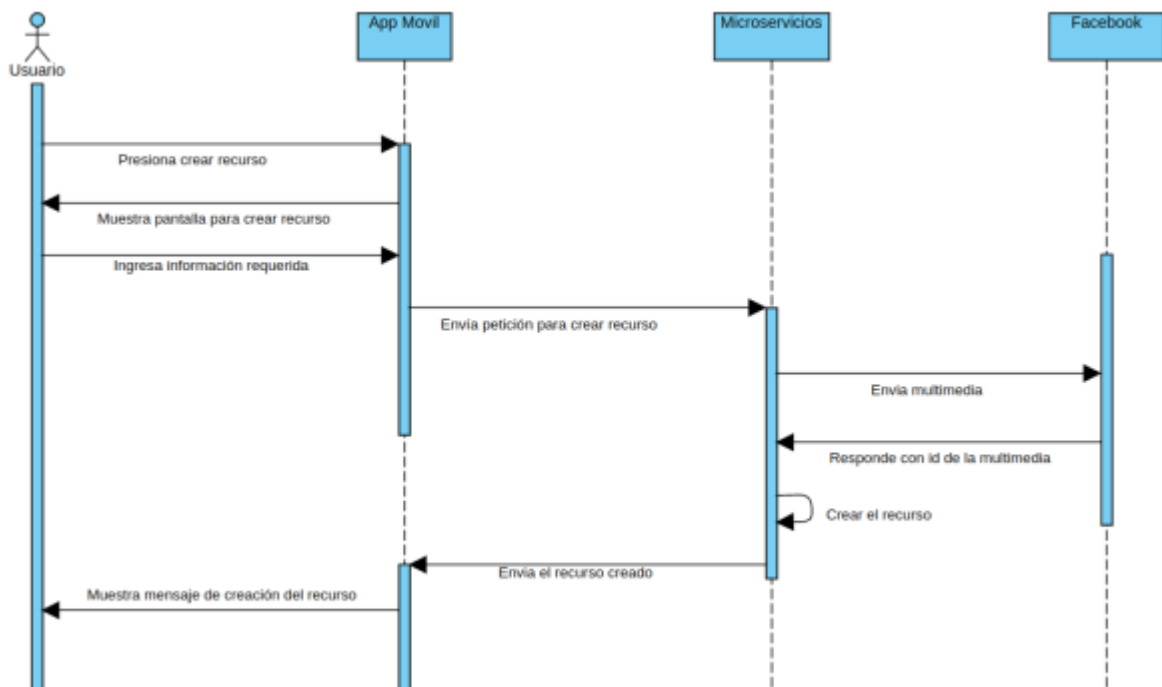 App Movil
Microservicios
Facebook
Usuario
Presiona crear recurso
Muestra pantalla para crear recurso
Ingresa información requerida
Envía petición para crear recurso
Envia multimedia
Responde con id de la multimedia
Crear el recurso
Envia el recurso creado
Muestra mensaje de creación del recurso